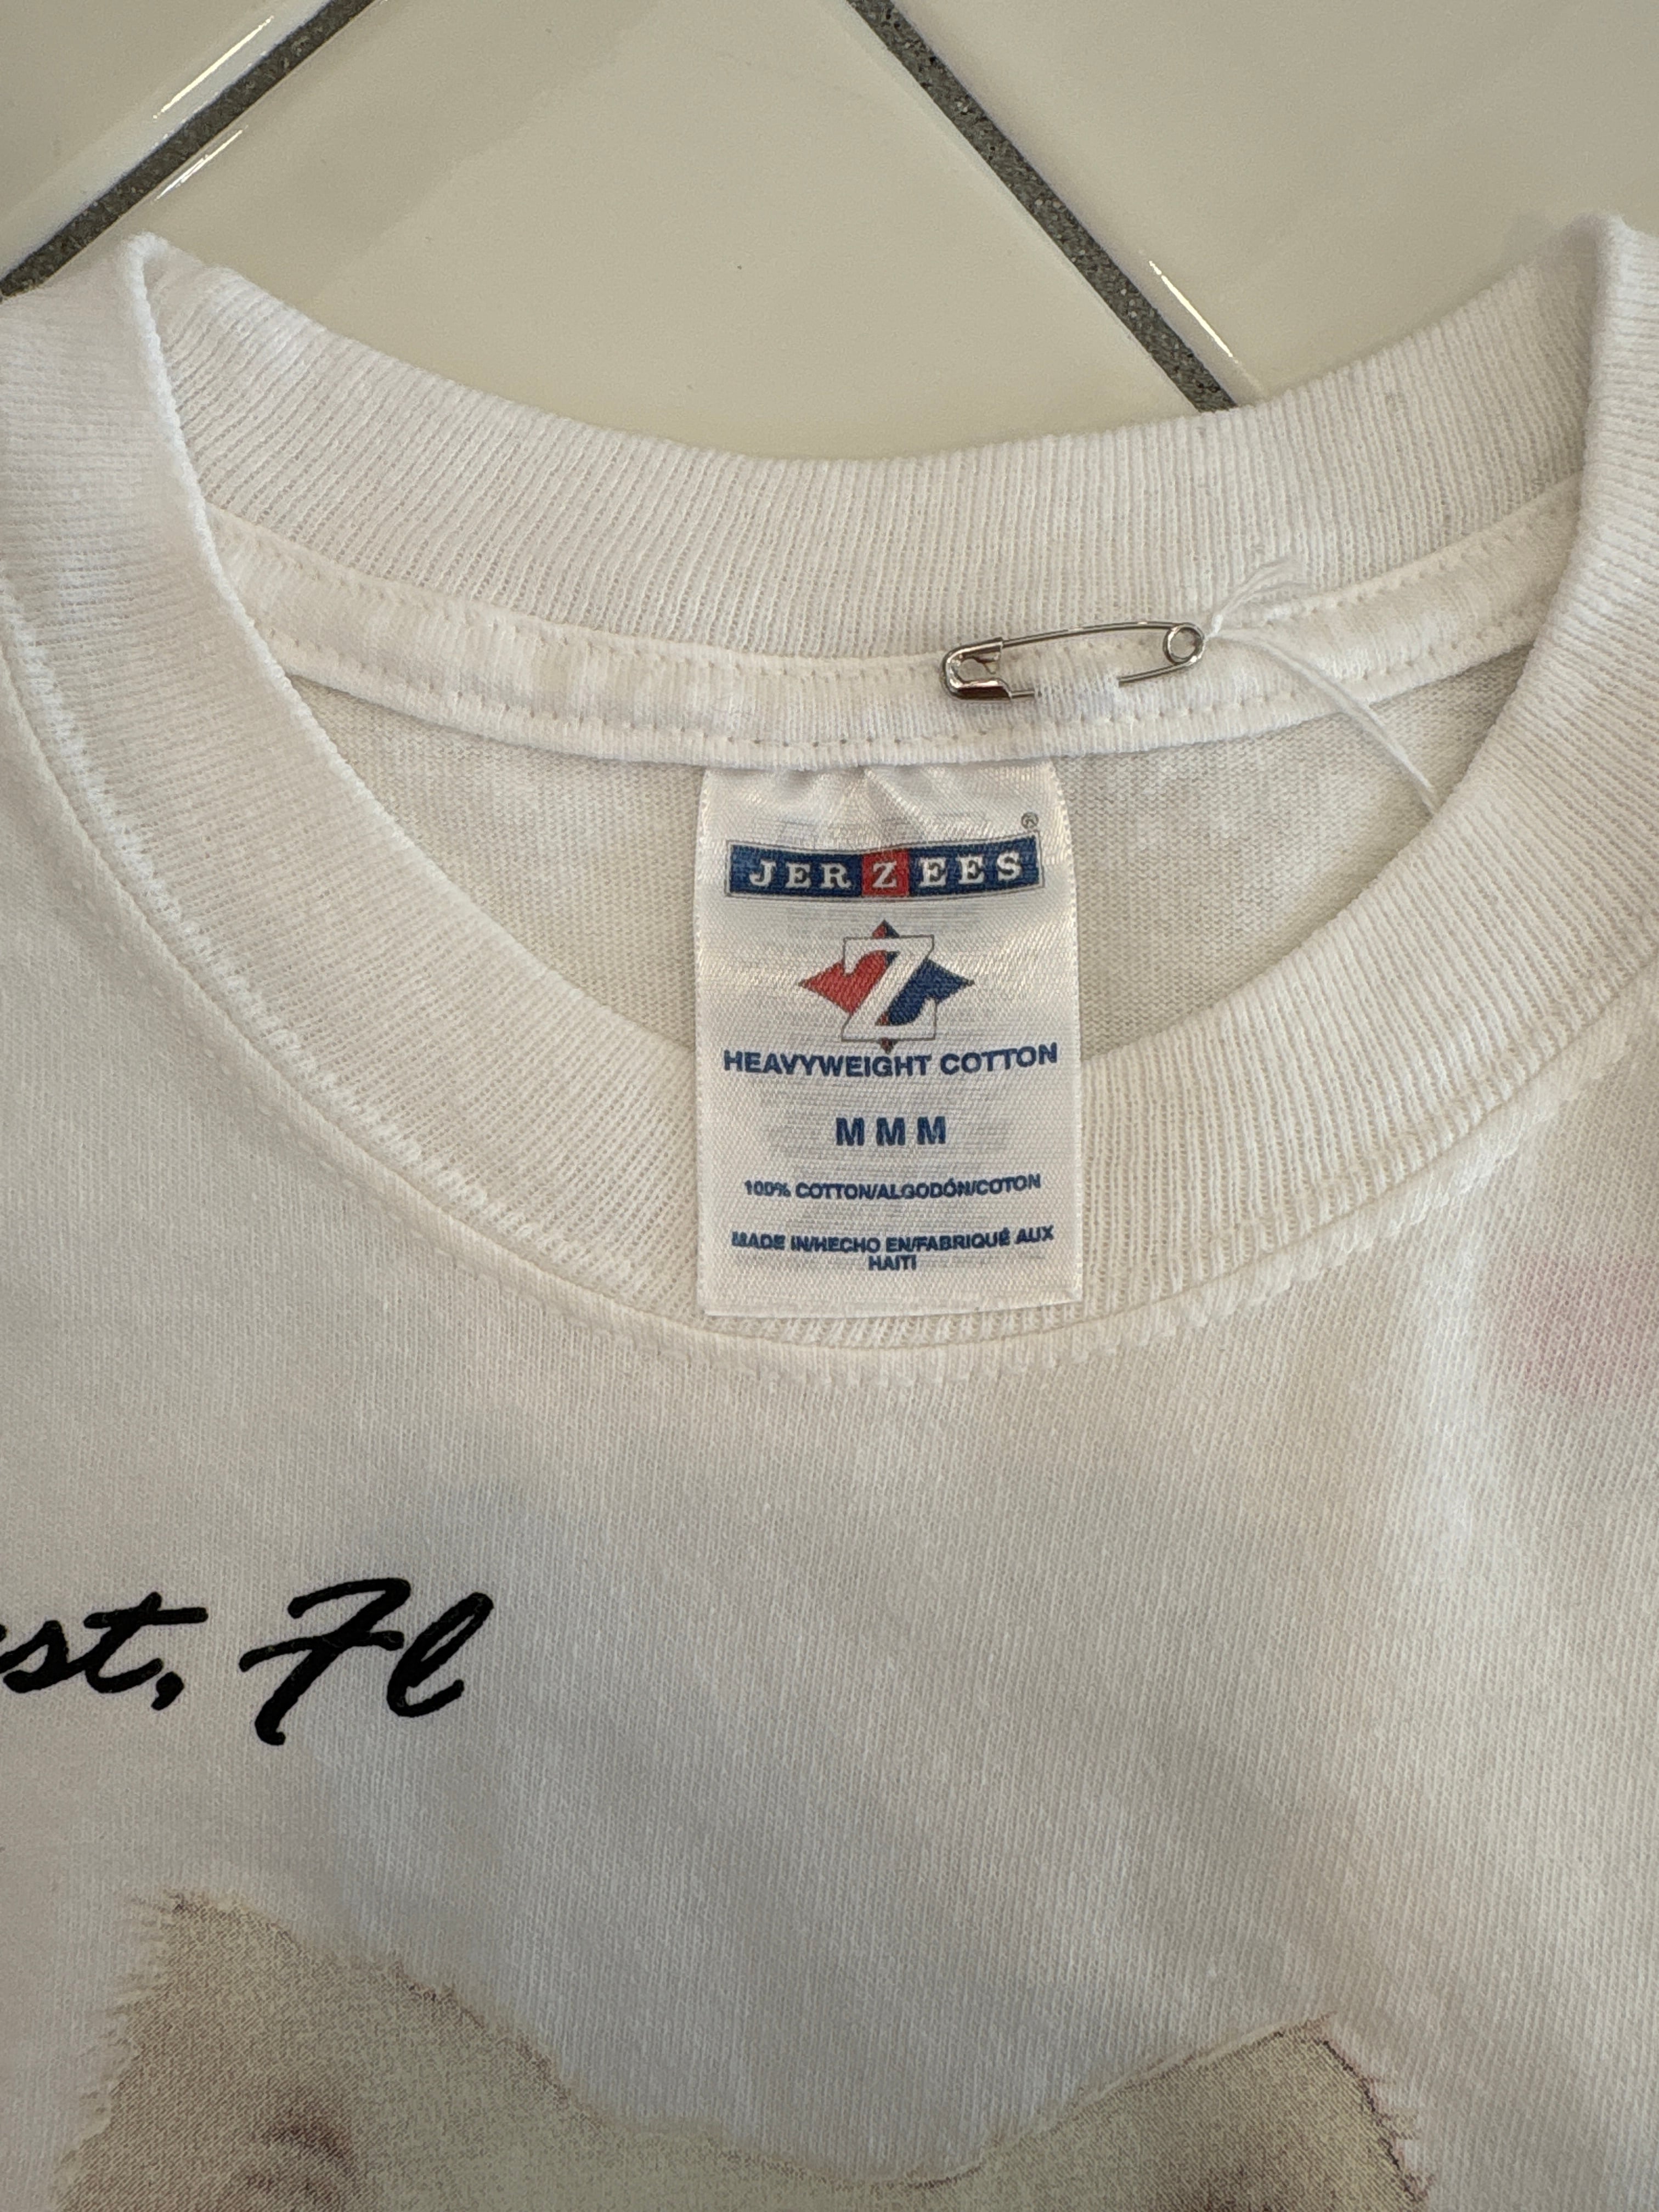 JERZEES®
Z
HEAVYWEIGHT COTTON
M M M
100% COTTON/ALGODÓN/COTON
MADE IN/HECHO EN/FABRIQUÉ AUX
HAITI
st, Fl